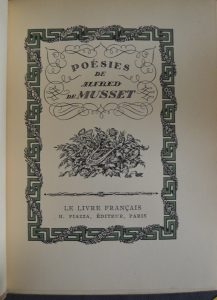 POÉSIES
DE
ALFRED
DE MUSSET
LE LIVRE FRANÇAIS
H. PIAZZA, ÉDITEUR, PARIS